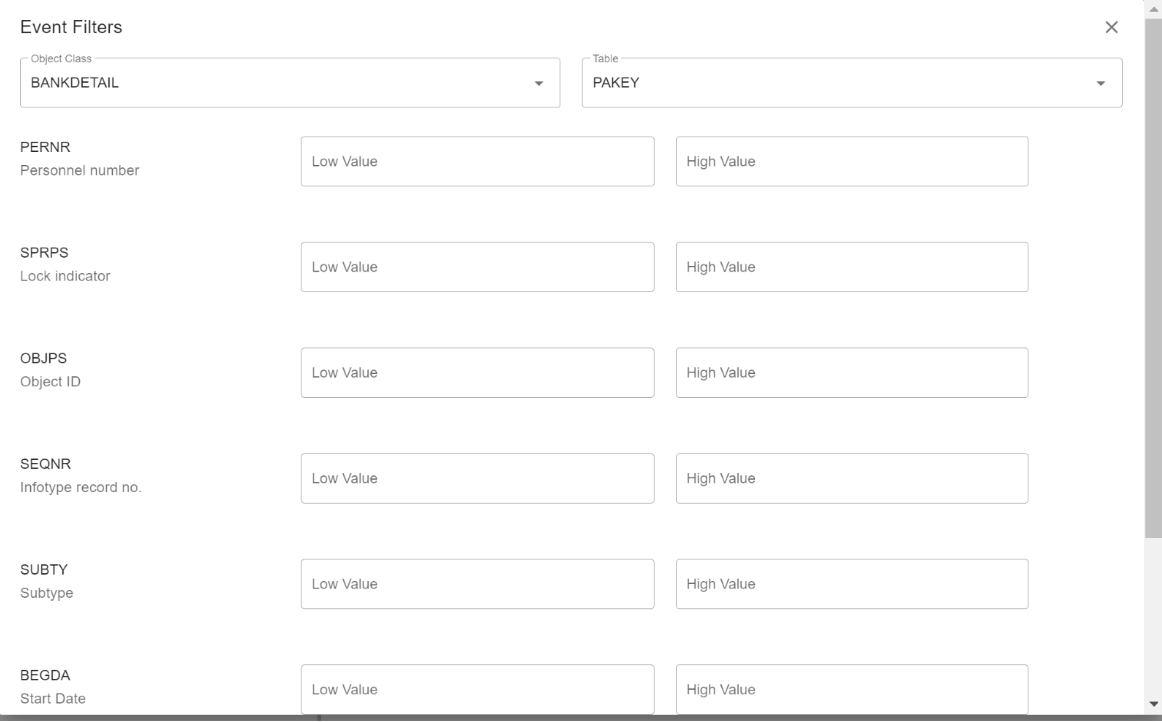 Event Filters
Object Class
BANKDETAIL
Table
PAKEY
PERNR
Personnel number
Low Value
High Value
SPRPS
Lock indicator
Low Value
High Value
OBJPS
Object ID
Low Value
High Value
SEQNR
Infotype record no.
Low Value
High Value
SUBTY
Subtype
Low Value
High Value
BEGDA
Start Date
Low Value
High Value